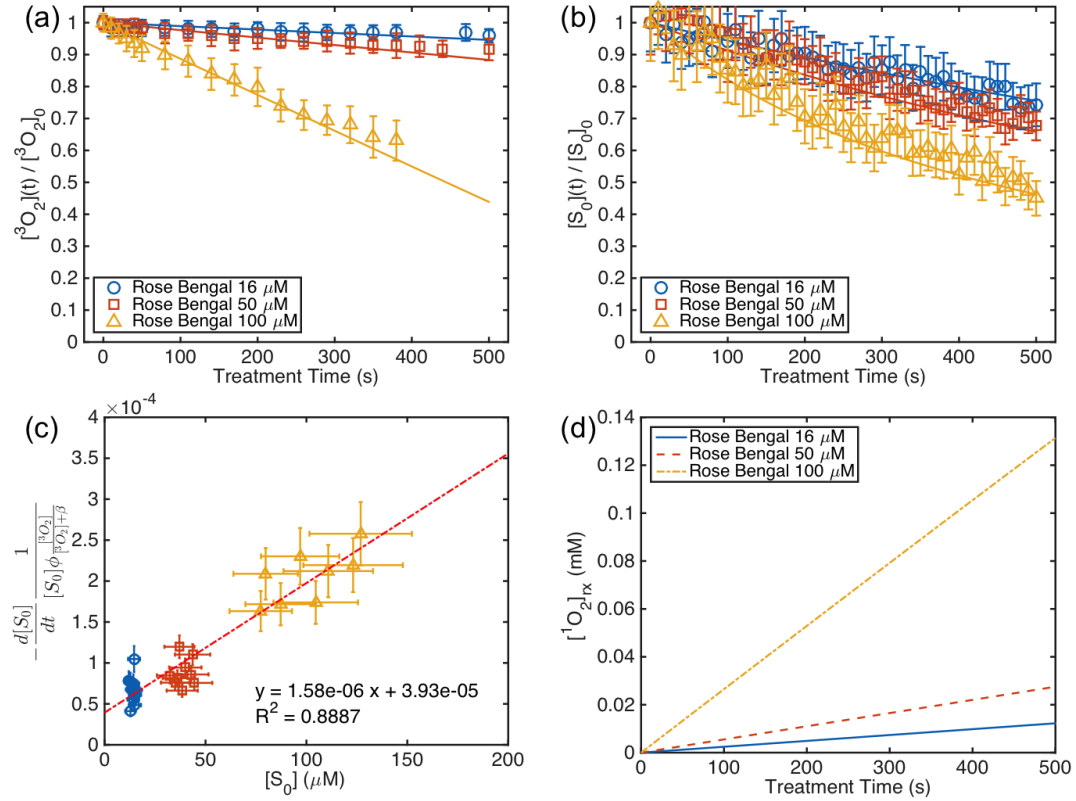 (a)
1
0.9
0.8
0.7
0.6
0.5
0.4
0.3
0.2
0.1
0
[³O₂](t) / [³O₂]₀
Rose Bengal 16 μM
Rose Bengal 50 μM
Rose Bengal 100 μM
0 100 200 300 400 500
Treatment Time (s)
(b)
1
0.9
0.8
0.7
0.6
0.5
0.4
0.3
0.2
0.1
0
[S₀](t) / [S₀]₀
Rose Bengal 16 μM
Rose Bengal 50 μM
Rose Bengal 100 μM
0 100 200 300 400 500
Treatment Time (s)
(c)
×10⁻⁴
4
3.5
3
2.5
2
1.5
1
0.5
0
−d[S₀]/dt 1/([S₀]ϕ [³O₂]/([³O₂]+β))
y = 1.58e-06 x + 3.93e-05
R² = 0.8887
0 50 100 150 200
[S₀] (μM)
(d)
0.14
0.12
0.1
0.08
0.06
0.04
0.02
0
[¹O₂]rx (mM)
Rose Bengal 16 μM
Rose Bengal 50 μM
Rose Bengal 100 μM
0 100 200 300 400 500
Treatment Time (s)